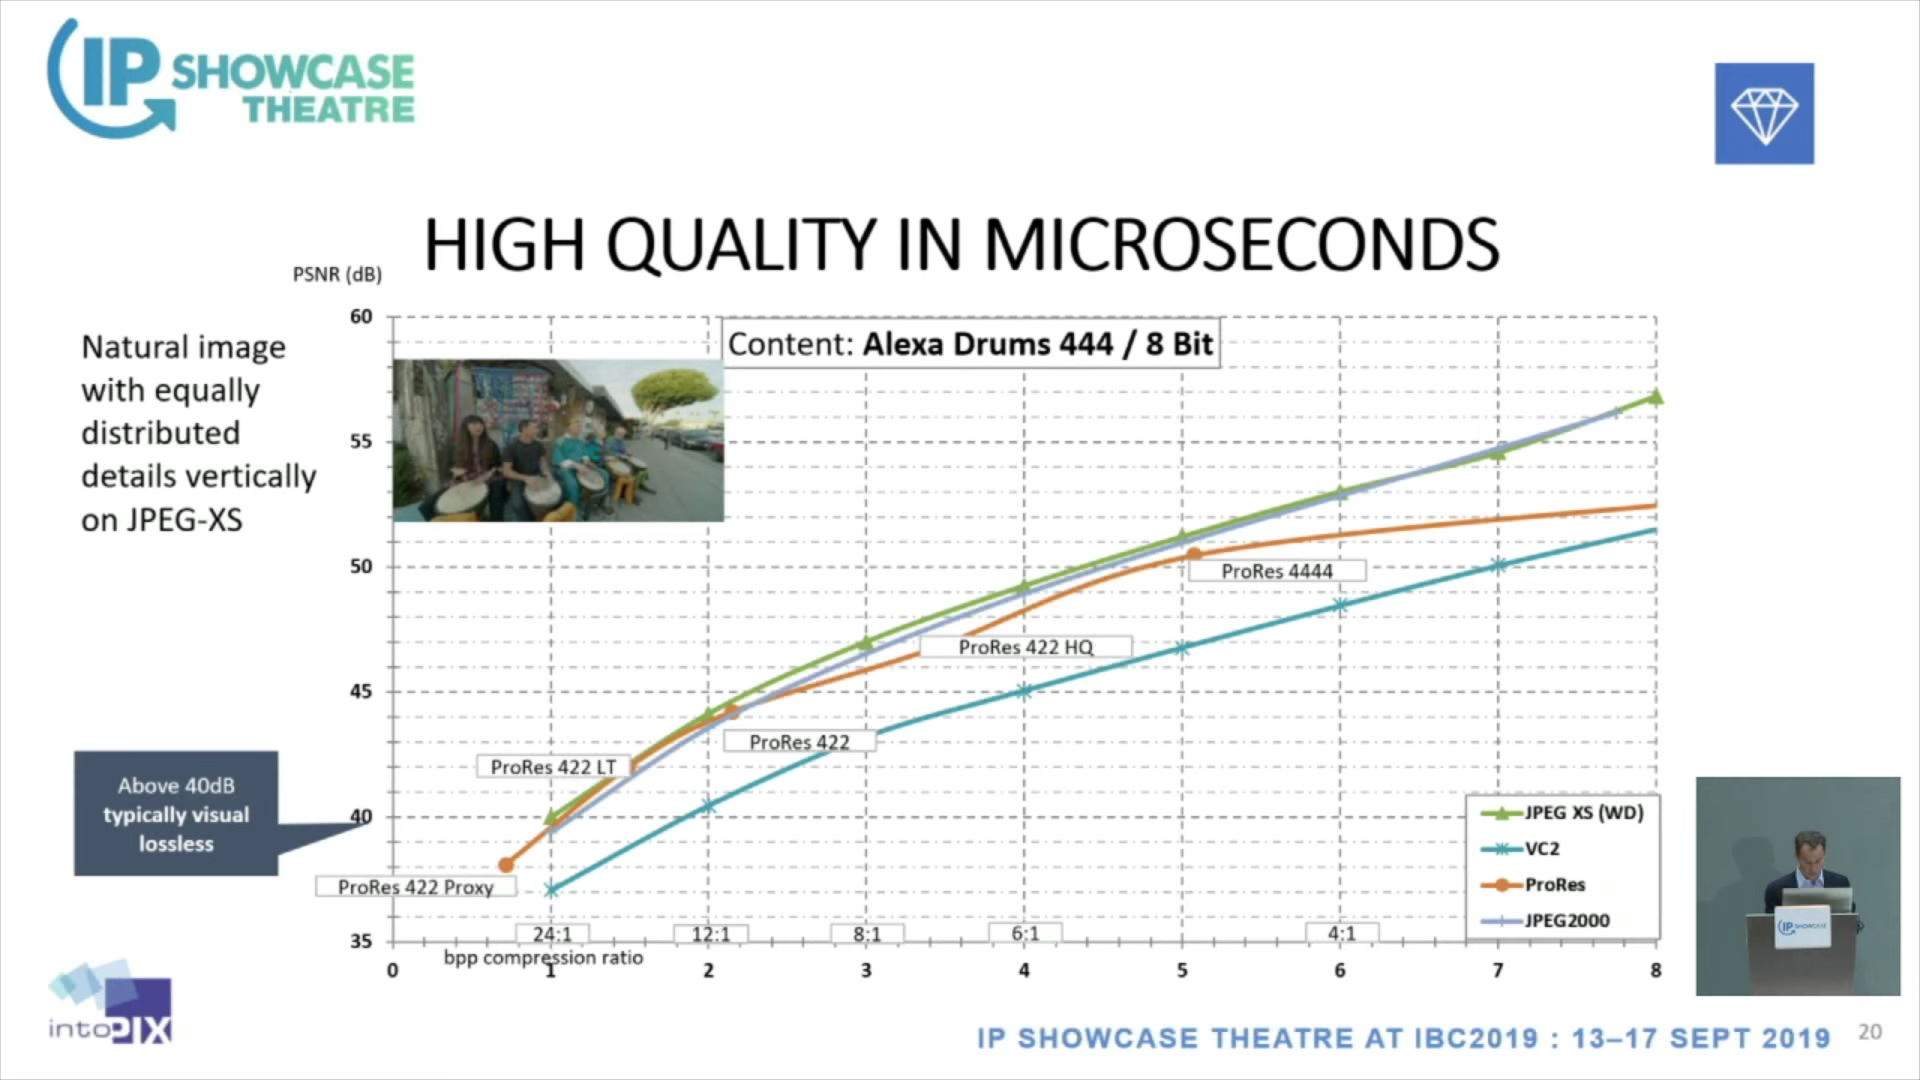 IP SHOWCASE
THEATRE
HIGH QUALITY IN MICROSECONDS
PSNR (dB)
Natural image
with equally
distributed
details vertically
on JPEG-XS
Content: Alexa Drums 444 / 8 Bit
60
55
50
45
40
35
ProRes 4444
ProRes 422 HQ
ProRes 422
ProRes 422 LT
ProRes 422 Proxy
Above 40dB
typically visual
lossless
JPEG XS (WD)
VC2
ProRes
JPEG2000
24:1
12:1
8:1
6:1
4:1
bpp compression ratio
0 1 2 3 4 5 6 7 8
IP SHOWCASE
intoPIX
IP SHOWCASE THEATRE AT IBC2019 : 13–17 SEPT 2019
20